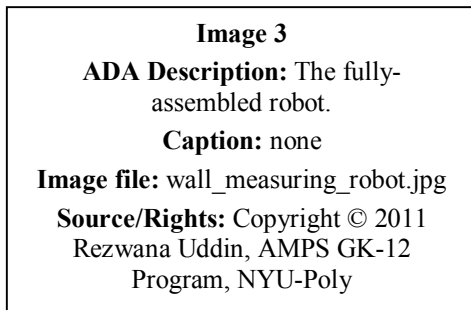 Image 3
ADA Description: The fully-
assembled robot.
Caption: none
Image file: wall_measuring_robot.jpg
Source/Rights: Copyright © 2011
Rezwana Uddin, AMPS GK-12
Program, NYU-Poly